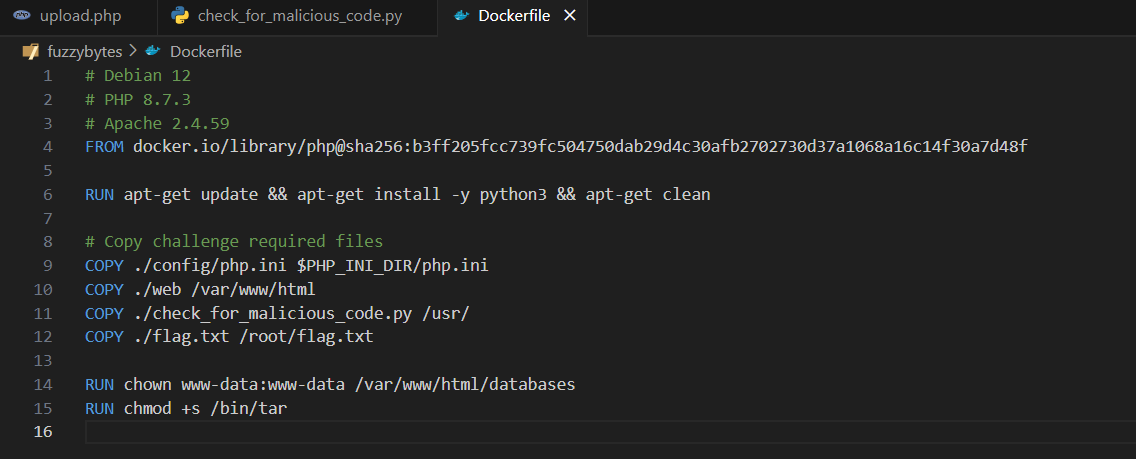 upload.php check_for_malicious_code.py Dockerfile
fuzzybytes > Dockerfile
1 # Debian 12
2 # PHP 8.7.3
3 # Apache 2.4.59
4 FROM docker.io/library/php@sha256:b3ff205fcc739fc504750dab29d4c30afb2702730d37a1068a16c14f30a7d48f
5
6 RUN apt-get update && apt-get install -y python3 && apt-get clean
7
8 # Copy challenge required files
9 COPY ./config/php.ini $PHP_INI_DIR/php.ini
10 COPY ./web /var/www/html
11 COPY ./check_for_malicious_code.py /usr/
12 COPY ./flag.txt /root/flag.txt
13
14 RUN chown www-data:www-data /var/www/html/databases
15 RUN chmod +s /bin/tar
16